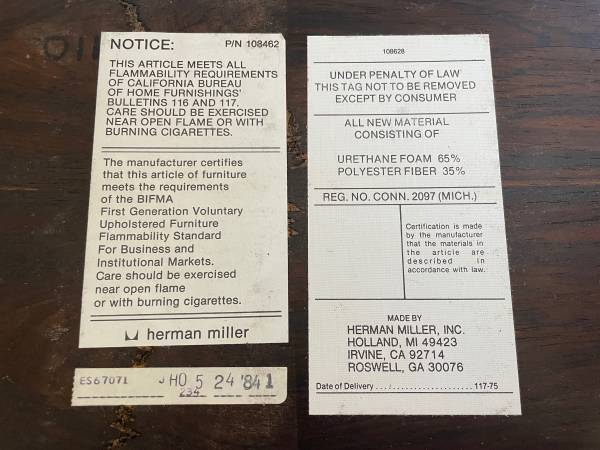 NOTICE: P/N 108462
THIS ARTICLE MEETS ALL
FLAMMABILITY REQUIREMENTS
OF CALIFORNIA BUREAU
OF HOME FURNISHINGS'
BULLETINS 116 AND 117.
CARE SHOULD BE EXERCISED
NEAR OPEN FLAME OR WITH
BURNING CIGARETTES.
The manufacturer certifies
that this article of furniture
meets the requirements
of the BIFMA
First Generation Voluntary
Upholstered Furniture
Flammability Standard
For Business and
Institutional Markets.
Care should be exercised
near open flame
or with burning cigarettes.
herman miller
ES67071 J HO 5 24 '84 1
234
108628
UNDER PENALTY OF LAW
THIS TAG NOT TO BE REMOVED
EXCEPT BY CONSUMER
ALL NEW MATERIAL
CONSISTING OF
URETHANE FOAM 65%
POLYESTER FIBER 35%
REG. NO. CONN. 2097 (MICH.)
Certification is made
by the manufacturer
that the materials in
the article are
described in
accordance with law.
MADE BY
HERMAN MILLER, INC.
HOLLAND, MI 49423
IRVINE, CA 92714
ROSWELL, GA 30076
Date of Delivery .../.................... 117-75